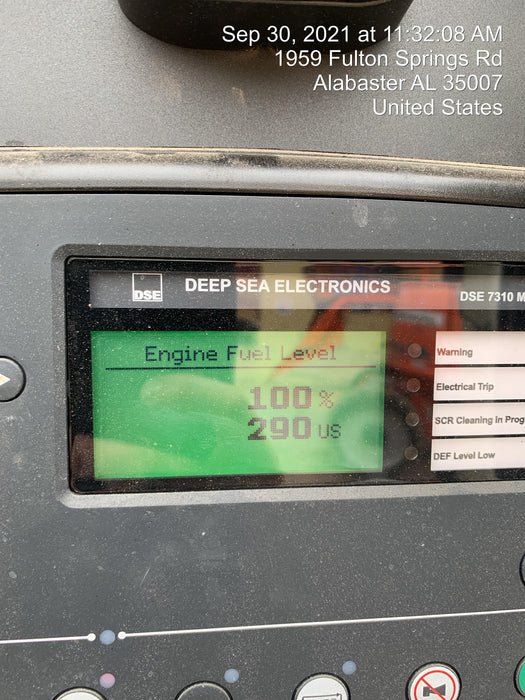 Sep 30, 2021 at 11:32:08 AM
1959 Fulton Springs Rd
Alabaster AL 35007
United States
DSE
DEEP SEA ELECTRONICS
DSE 7310 M
Engine Fuel Level
100 %
290 US
Warning
Electrical Trip
SCR Cleaning In Prog
DEF Level Low